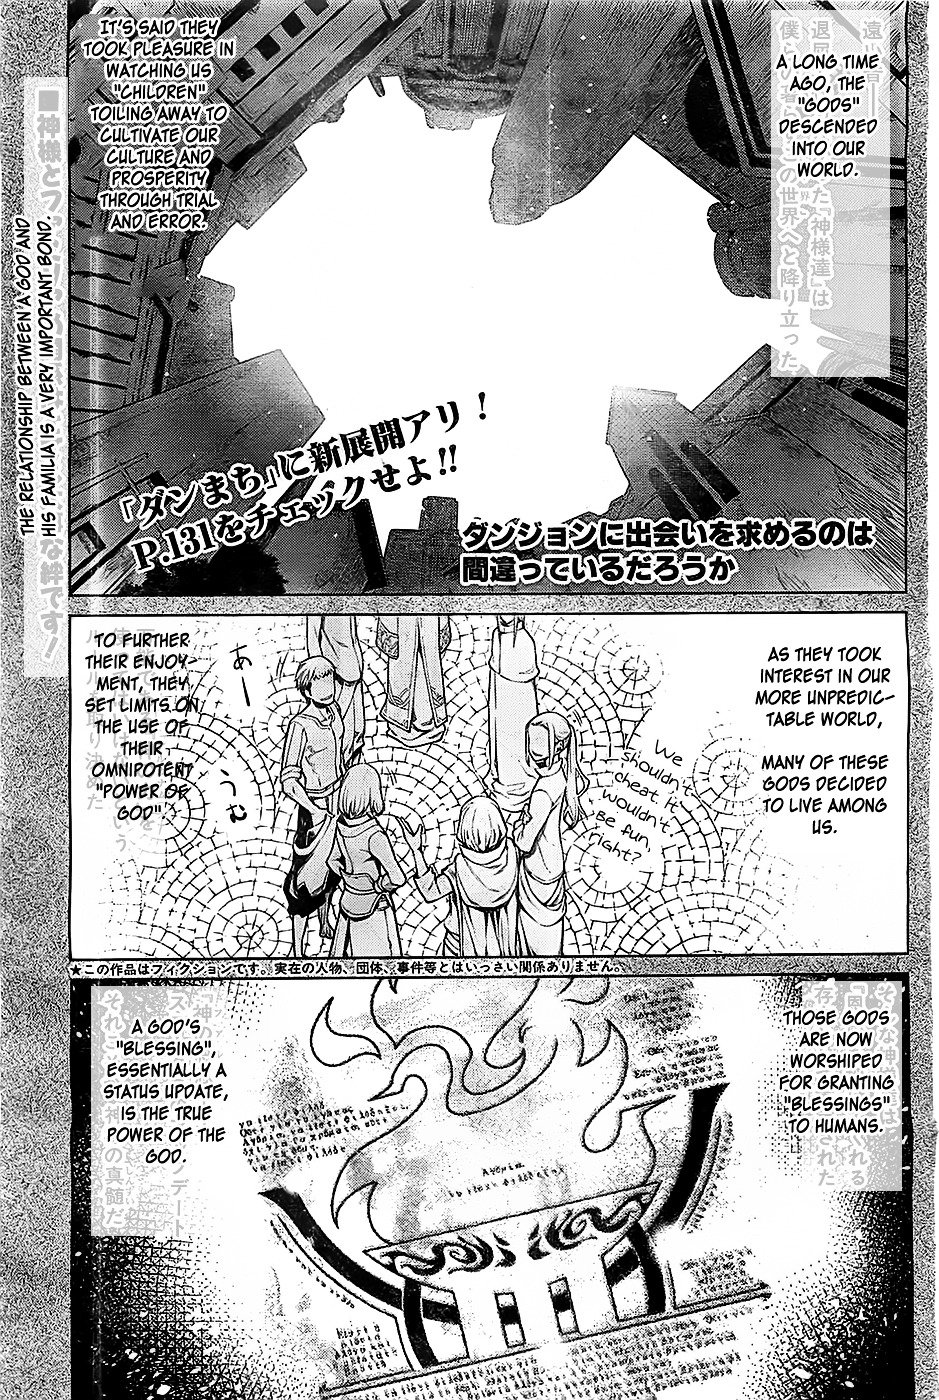 A LONG TIME
AGO, THE
"GODS"
DESCENDED
INTO OUR
WORLD.
IT'S SAID THEY
TOOK PLEASURE IN
WATCHING US
"CHILDREN"
TOILING AWAY TO
CULTIVATE OUR
CULTURE AND
PROSPERITY
THROUGH TRIAL
AND ERROR.
THE RELATIONSHIP BETWEEN A GOD AND
HIS FAMILIA IS A VERY IMPORTANT BOND.
「ダンまち」に新展開アリ!
P.131をチェックせよ!!
ダンジョンに出会いを求めるのは
間違っているだろうか
AS THEY TOOK
INTEREST IN OUR
MORE UNPREDIC-
TABLE WORLD,
MANY OF THESE
GODS DECIDED
TO LIVE AMONG
US.
We
shouldn't
cheat. It
wouldn't
be fun,
right?
あー
うむ
TO FURTHER
THEIR ENJOY-
MENT, THEY
SET LIMITS ON
THE USE OF
THEIR
OMNIPOTENT
"POWER OF
GOD".
★この作品はフィクションです。実在の人物、団体、事件等とはいっさい関係ありません。
THOSE GODS
ARE NOW
WORSHIPED
FOR GRANTING
"BLESSINGS"
TO HUMANS.
A GOD'S
"BLESSING",
ESSENTIALLY A
STATUS UPDATE,
IS THE TRUE
POWER OF THE
GOD.